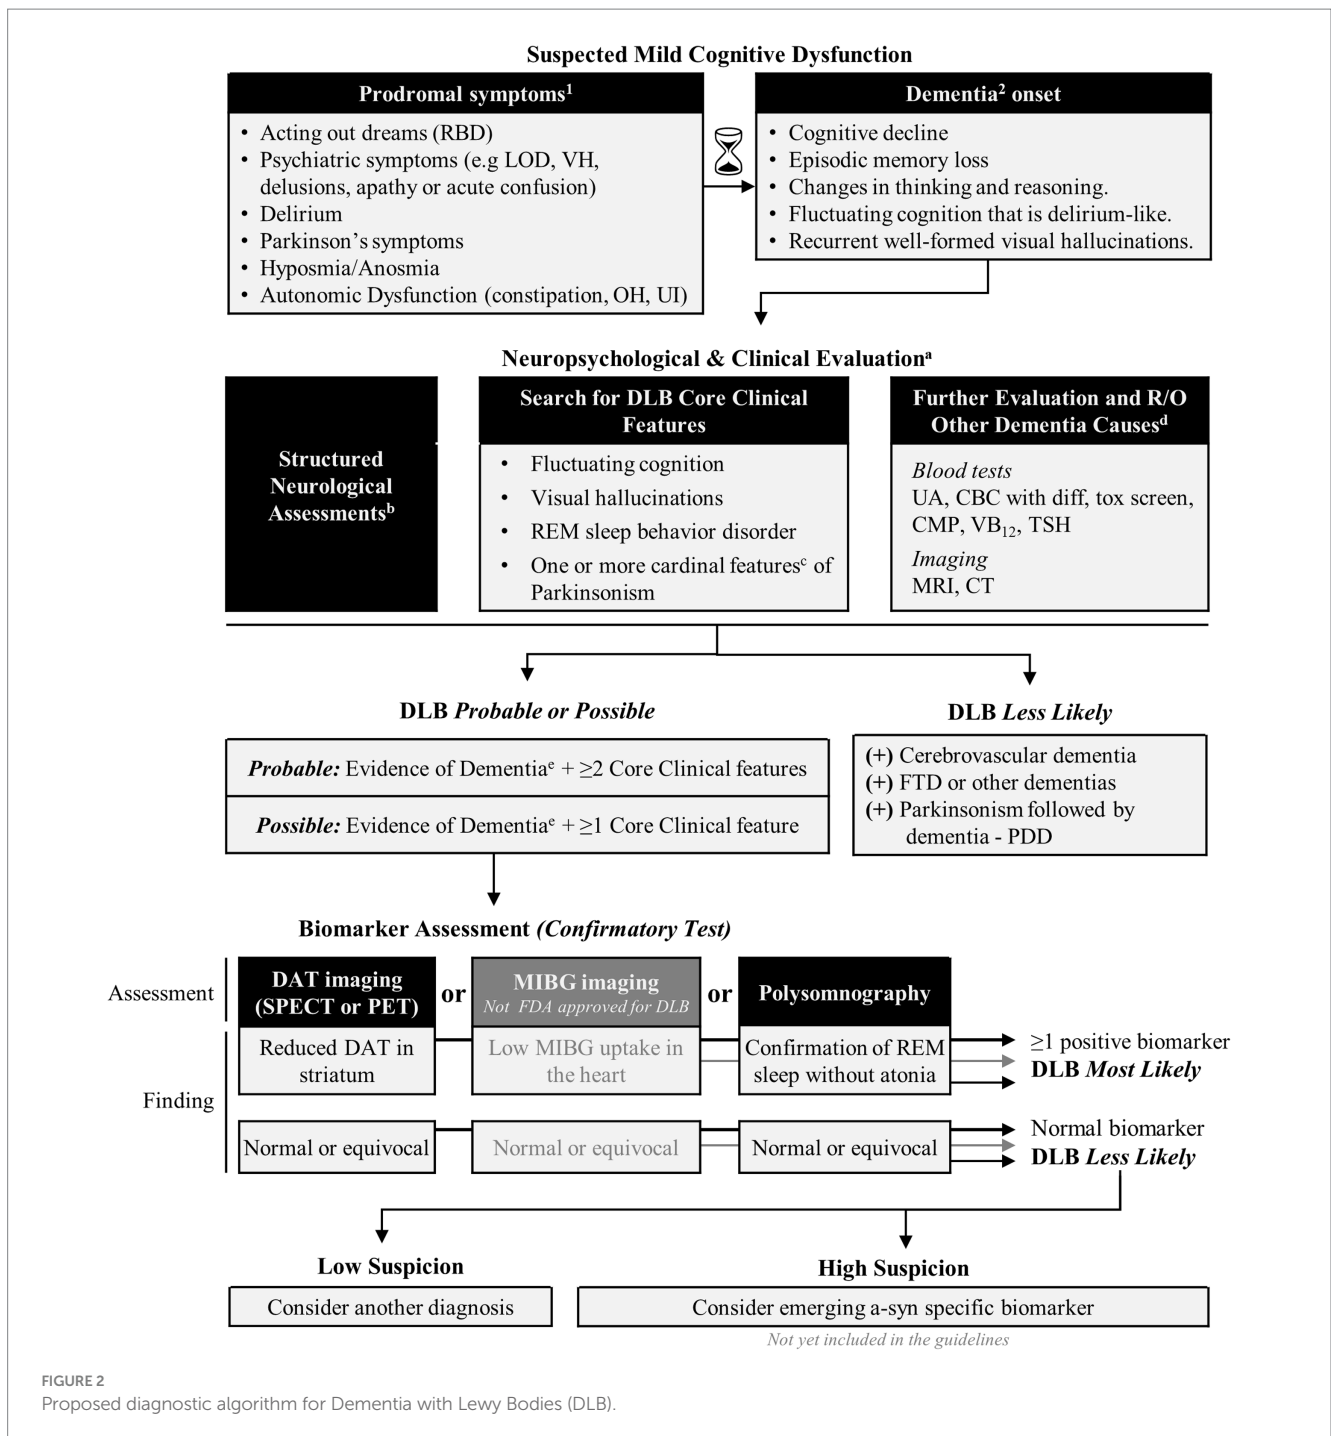 Suspected Mild Cognitive Dysfunction
Prodromal symptoms¹
• Acting out dreams (RBD)
• Psychiatric symptoms (e.g LOD, VH,
delusions, apathy or acute confusion)
• Delirium
• Parkinson's symptoms
• Hyposmia/Anosmia
• Autonomic Dysfunction (constipation, OH, UI)
Dementia² onset
• Cognitive decline
• Episodic memory loss
• Changes in thinking and reasoning.
• Fluctuating cognition that is delirium-like.
• Recurrent well-formed visual hallucinations.
Neuropsychological & Clinical Evaluationᵃ
Structured
Neurological
Assessmentsᵇ
Search for DLB Core Clinical
Features
• Fluctuating cognition
• Visual hallucinations
• REM sleep behavior disorder
• One or more cardinal featuresᶜ of
Parkinsonism
Further Evaluation and R/O
Other Dementia Causesᵈ
Blood tests
UA, CBC with diff, tox screen,
CMP, VB₁₂, TSH
Imaging
MRI, CT
DLB Probable or Possible
Probable: Evidence of Dementiaᵉ + ≥2 Core Clinical features
Possible: Evidence of Dementiaᵉ + ≥1 Core Clinical feature
DLB Less Likely
(+) Cerebrovascular dementia
(+) FTD or other dementias
(+) Parkinsonism followed by
dementia - PDD
Biomarker Assessment (Confirmatory Test)
Assessment
DAT imaging
(SPECT or PET)
or
MIBG imaging
Not FDA approved for DLB
or
Polysomnography
Finding
Reduced DAT in
striatum
Low MIBG uptake in
the heart
Confirmation of REM
sleep without atonia
≥1 positive biomarker
DLB Most Likely
Normal or equivocal
Normal or equivocal
Normal or equivocal
Normal biomarker
DLB Less Likely
Low Suspicion
Consider another diagnosis
High Suspicion
Consider emerging a-syn specific biomarker
Not yet included in the guidelines
FIGURE 2
Proposed diagnostic algorithm for Dementia with Lewy Bodies (DLB).